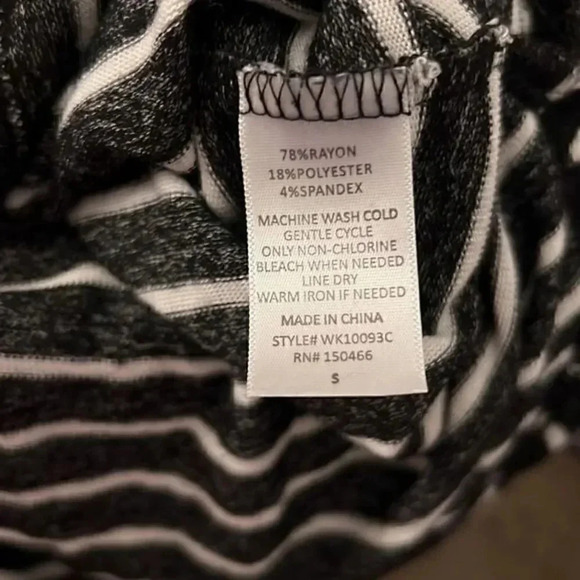 78%RAYON
18%POLYESTER
4%SPANDEX
MACHINE WASH COLD
GENTLE CYCLE
ONLY NON-CHLORINE
BLEACH WHEN NEEDED
LINE DRY
WARM IRON IF NEEDED
MADE IN CHINA
STYLE# WK10093C
RN# 150466
S